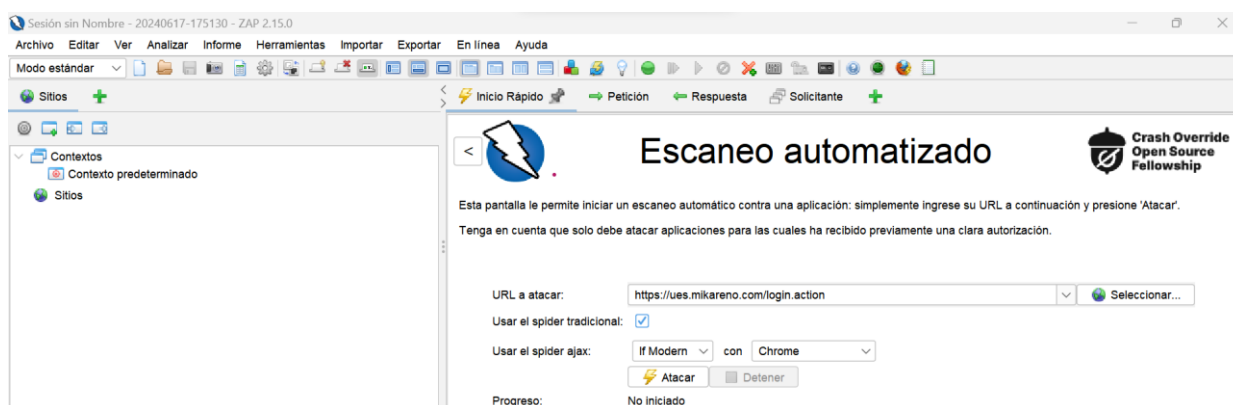 Sesión sin Nombre - 20240617-175130 - ZAP 2.15.0
Archivo Editar Ver Analizar Informe Herramientas Importar Exportar En línea Ayuda
Modo estándar
Sitios
Inicio Rápido Petición Respuesta Solicitante
Contextos
Contexto predeterminado
Sitios
<
Escaneo automatizado
Crash Override
Open Source
Fellowship
Esta pantalla le permite iniciar un escaneo automático contra una aplicación: simplemente ingrese su URL a continuación y presione 'Atacar'.
Tenga en cuenta que solo debe atacar aplicaciones para las cuales ha recibido previamente una clara autorización.
URL a atacar: https://ues.mikareno.com/login.action Seleccionar...
Usar el spider tradicional:
Usar el spider ajax: If Modern con Chrome
Atacar Detener
Progreso: No iniciado